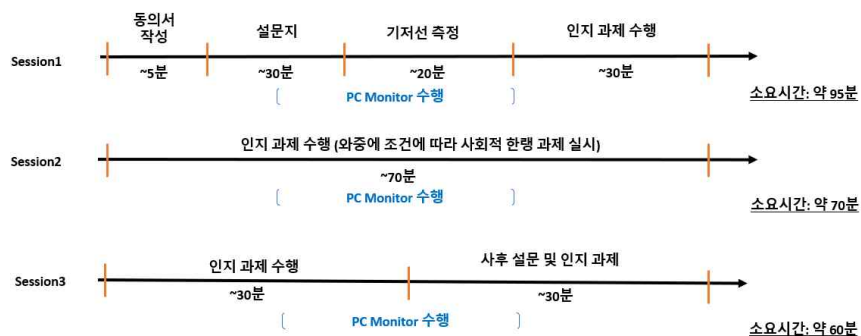 동의서
작성
설문지
기저선 측정
인지 과제 수행
Session1
~5분
~30분
~20분
~30분
PC Monitor 수행
소요시간: 약 95분
인지 과제 수행 (와중에 조건에 따라 사회적 한랭 과제 실시)
Session2
~70분
PC Monitor 수행
소요시간: 약 70분
인지 과제 수행
사후 설문 및 인지 과제
Session3
~30분
~30분
PC Monitor 수행
소요시간: 약 60분